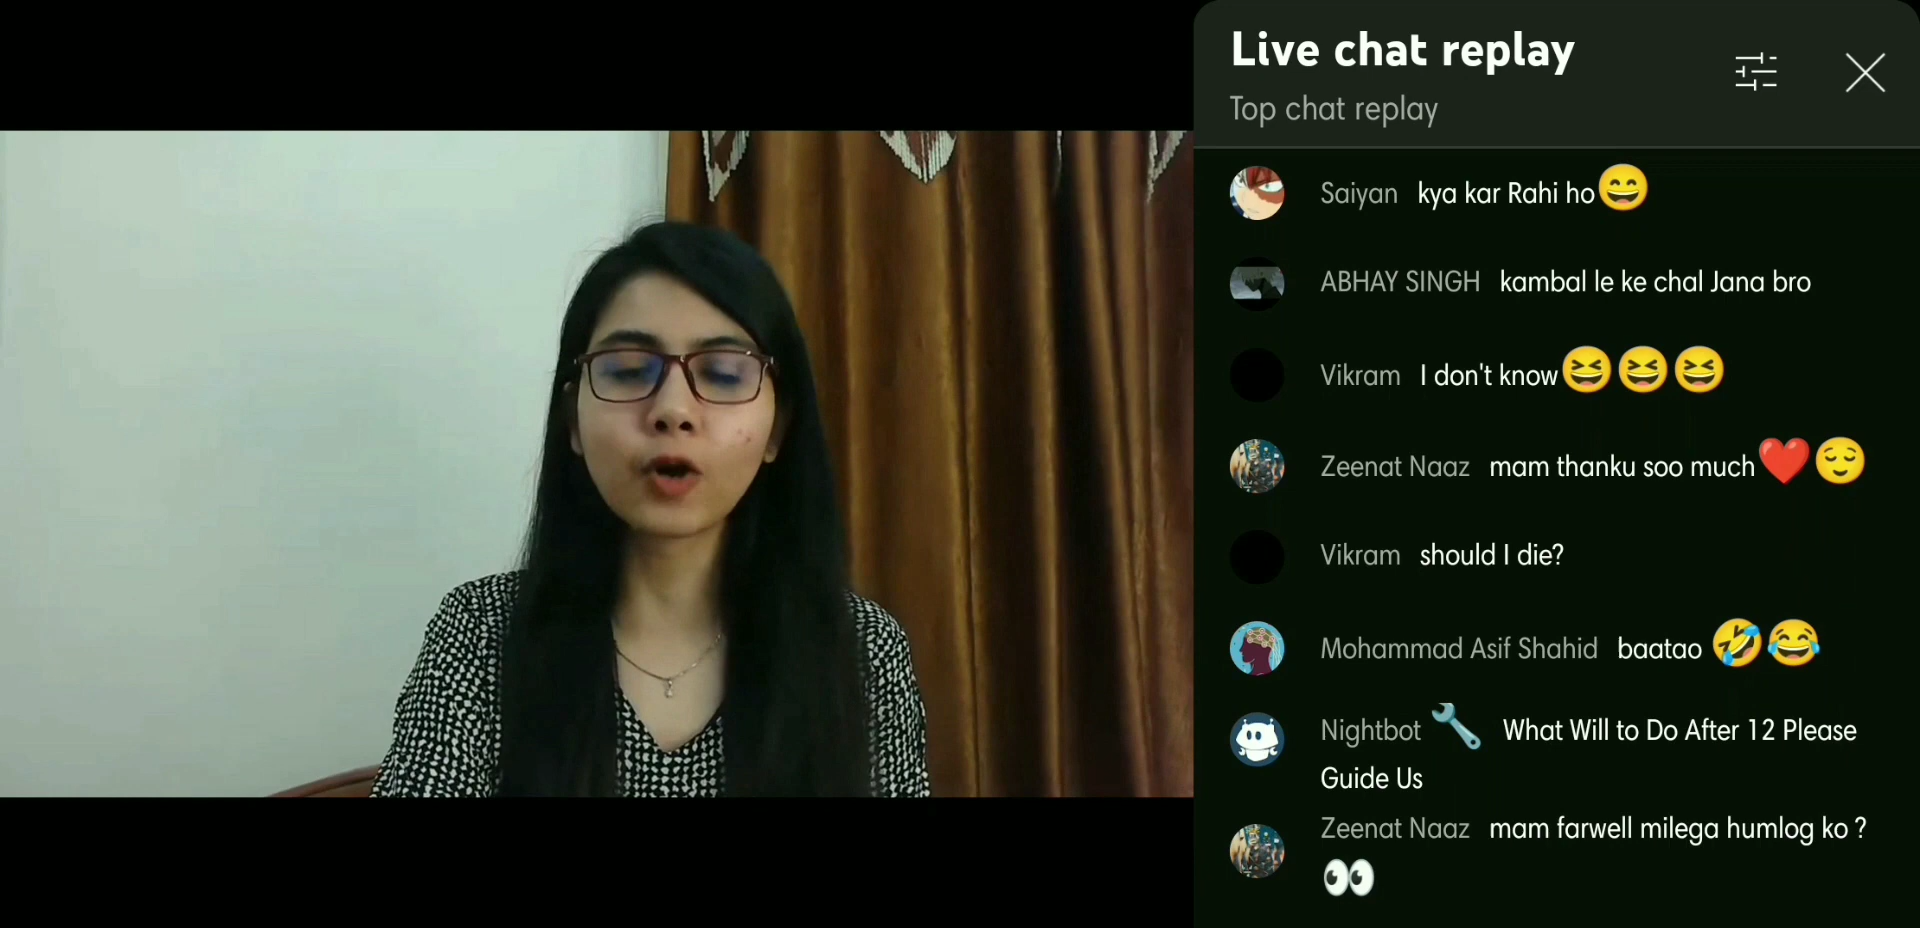 Live chat replay
Top chat replay
Saiyan kya kar Rahi ho😄
ABHAY SINGH kambal le ke chal Jana bro
Vikram I don't know😆😆😆
Zeenat Naaz mam thanku soo much❤️😌
Vikram should I die?
Mohammad Asif Shahid baatao 🤣😂
Nightbot 🔧 What Will to Do After 12 Please
Guide Us
Zeenat Naaz mam farwell milega humlog ko ?
👀